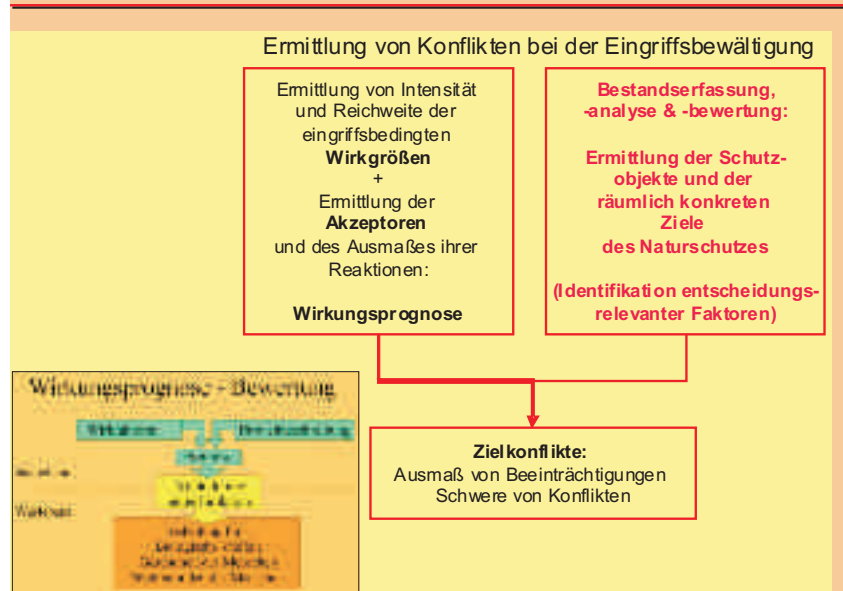 Ermittlung von Konflikten bei der Eingriffsbewältigung
Ermittlung von Intensität
und Reichweite der
eingriffsbedingten
Wirkgrößen
+
Ermittlung der
Akzeptoren
und des Ausmaßes ihrer
Reaktionen:
Wirkungsprognose
Bestandserfassung,
-analyse & -bewertung:
Ermittlung der Schutz-
objekte und der
räumlich konkreten
Ziele
des Naturschutzes
(Identifikation entscheidungs-
relevanter Faktoren)
Zielkonflikte:
Ausmaß von Beeinträchtigungen
Schwere von Konflikten
Wirkungsprognose - Bewertung